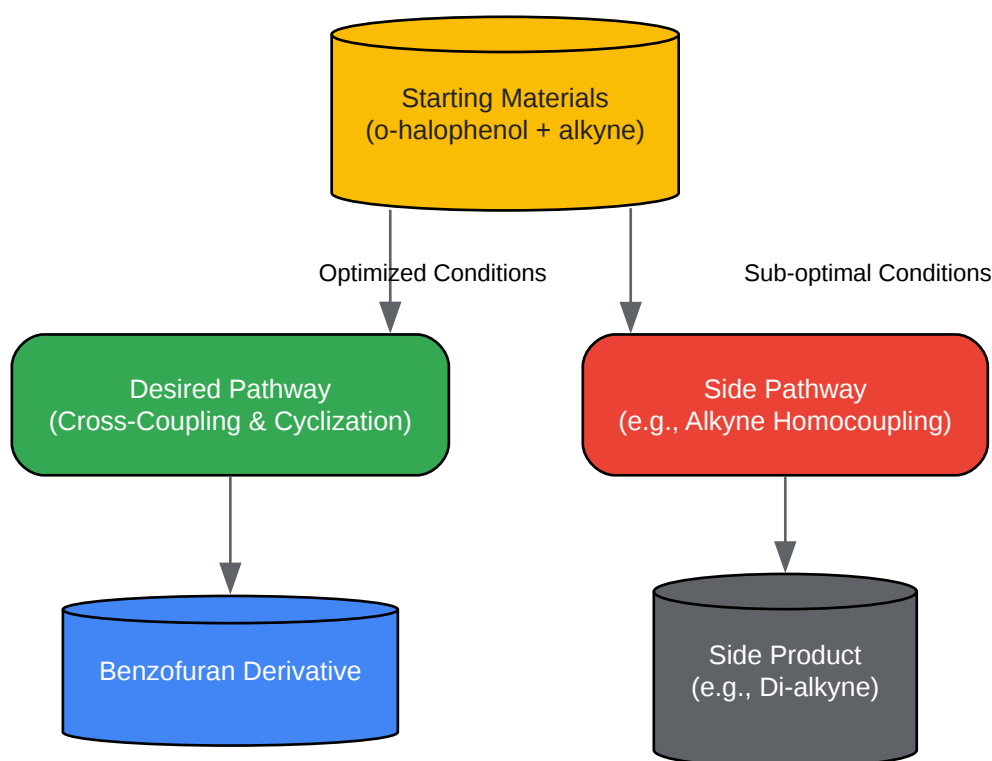 Starting Materials
(o-halophenol + alkyne)
Optimized Conditions
Sub-optimal Conditions
Desired Pathway
(Cross-Coupling & Cyclization)
Side Pathway
(e.g., Alkyne Homocoupling)
Benzofuran Derivative
Side Product
(e.g., Di-alkyne)